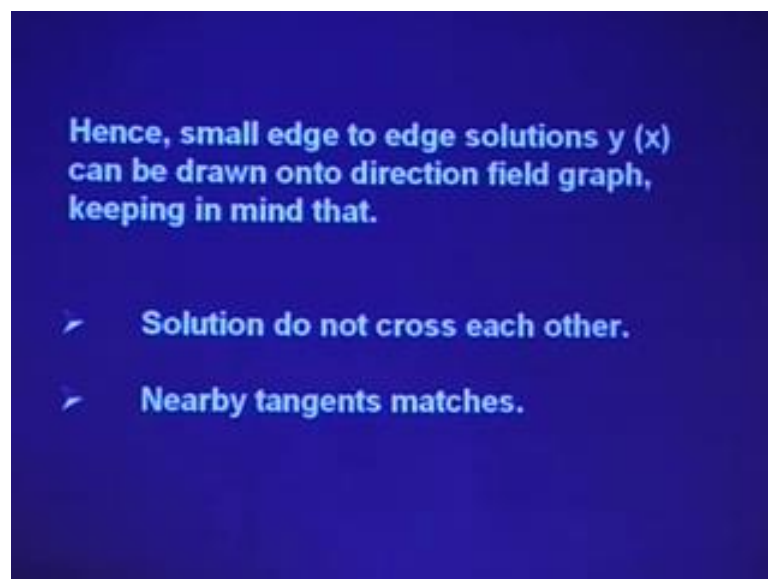 Hence, small edge to edge solutions y (x)
can be drawn onto direction field graph,
keeping in mind that.
Solution do not cross each other.
Nearby tangents matches.